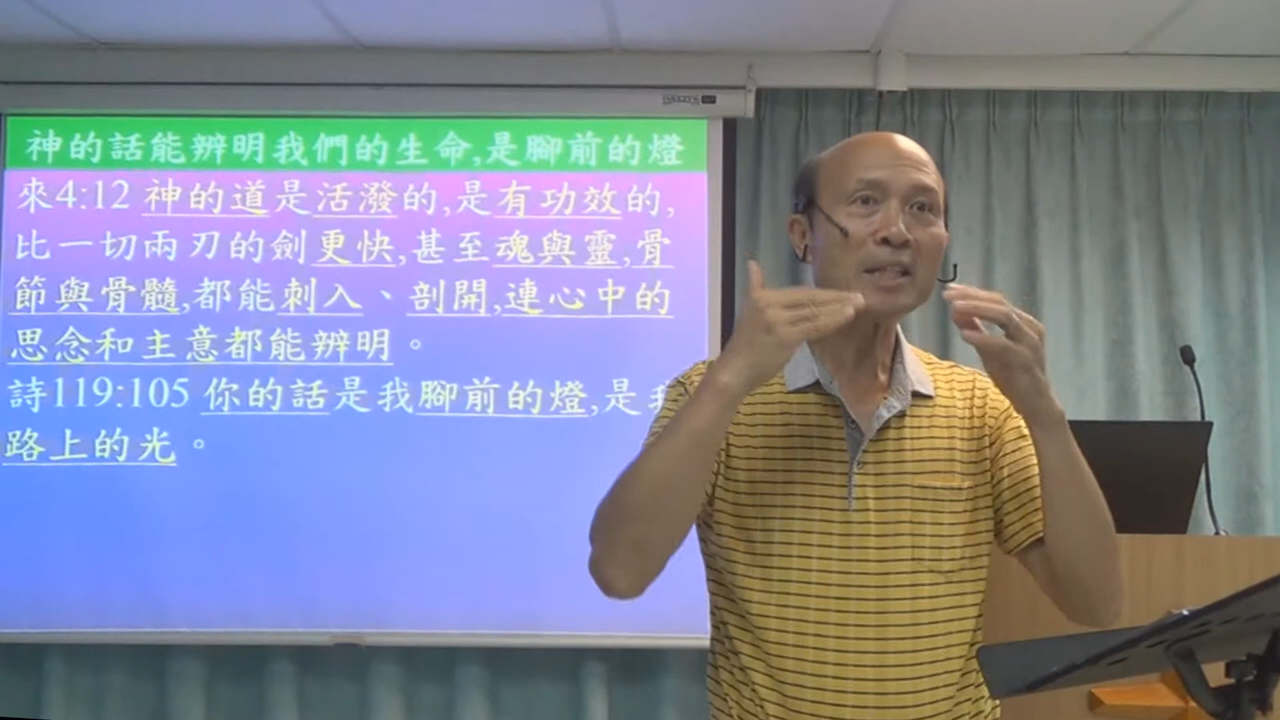 神的話能辨明我們的生命,是腳前的燈
來4:12 神的道是活潑的,是有功效的,
比一切兩刃的劍更快,甚至魂與靈,骨
節與骨髓,都能刺入、剖開,連心中的
思念和主意都能辨明。
詩119:105 你的話是我腳前的燈,是
路上的光。